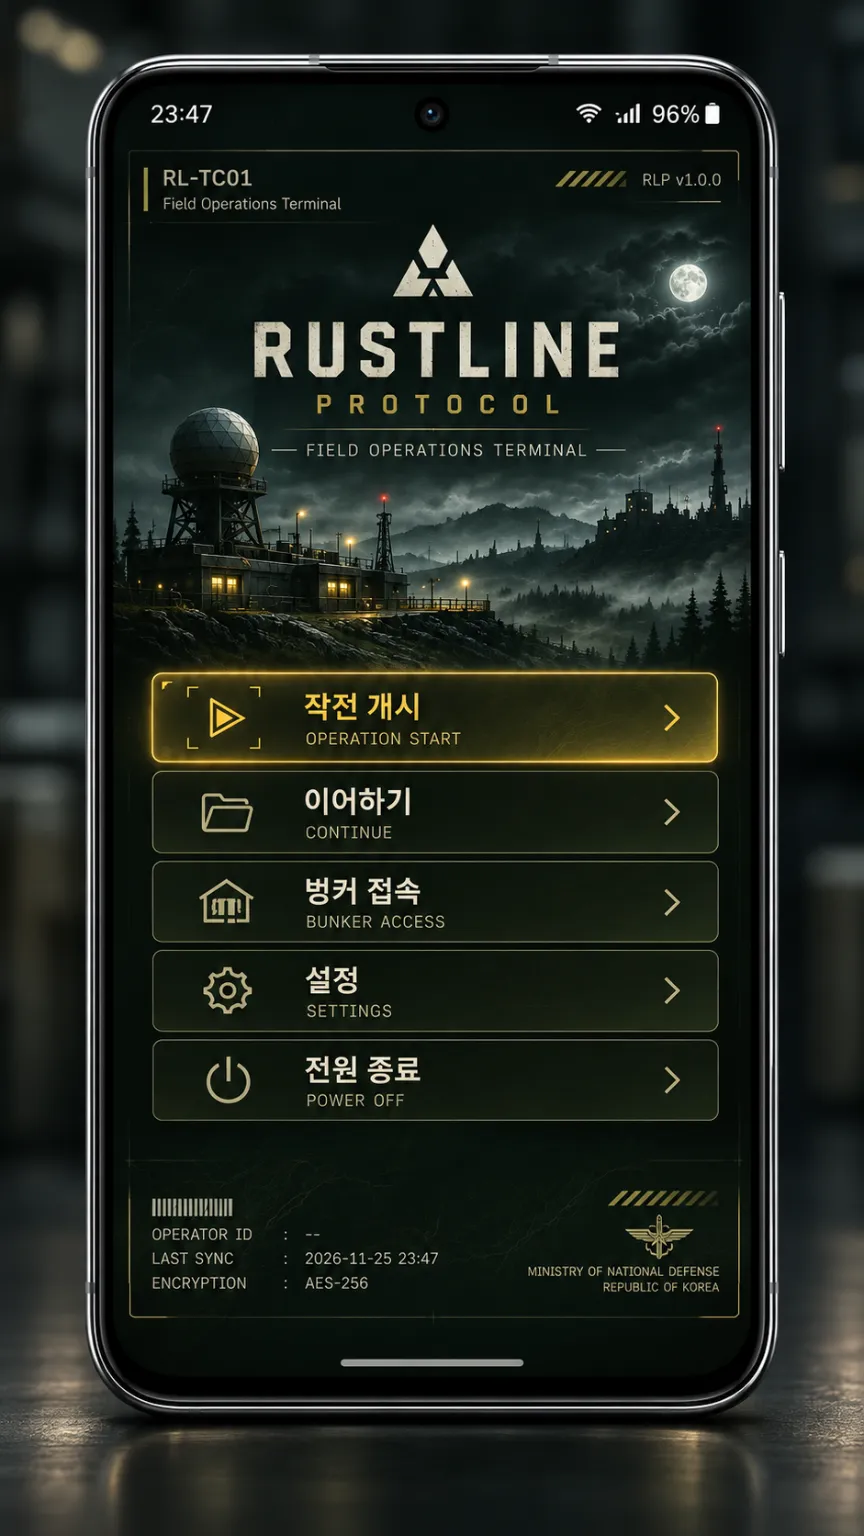 23:47
96%
RL-TC01
Field Operations Terminal
RLP v1.0.0
RUSTLINE
PROTOCOL
FIELD OPERATIONS TERMINAL
작전 개시
OPERATION START
이어하기
CONTINUE
벙커 접속
BUNKER ACCESS
설정
SETTINGS
전원 종료
POWER OFF
OPERATOR ID : --
LAST SYNC : 2026-11-25 23:47
ENCRYPTION : AES-256
MINISTRY OF NATIONAL DEFENSE
REPUBLIC OF KOREA